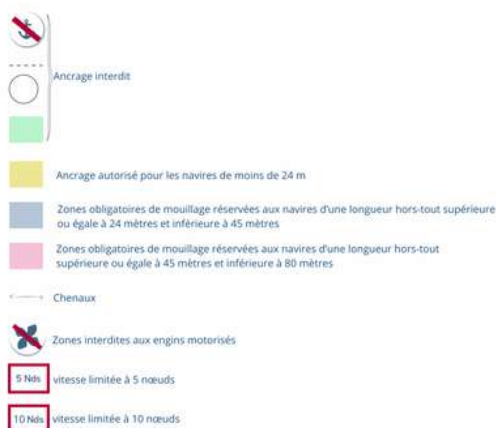 Ancrage interdit
Ancrage autorisé pour les navires de moins de 24 m
Zones obligatoires de mouillage réservées aux navires d'une longueur hors-tout supérieure
ou égale à 24 mètres et inférieure à 45 mètres
Zones obligatoires de mouillage réservées aux navires d'une longueur hors-tout
supérieure ou égale à 45 mètres et inférieure à 80 mètres
Chenaux
Zones interdites aux engins motorisés
5 Nds vitesse limitée à 5 nœuds
10 Nds vitesse limitée à 10 nœuds